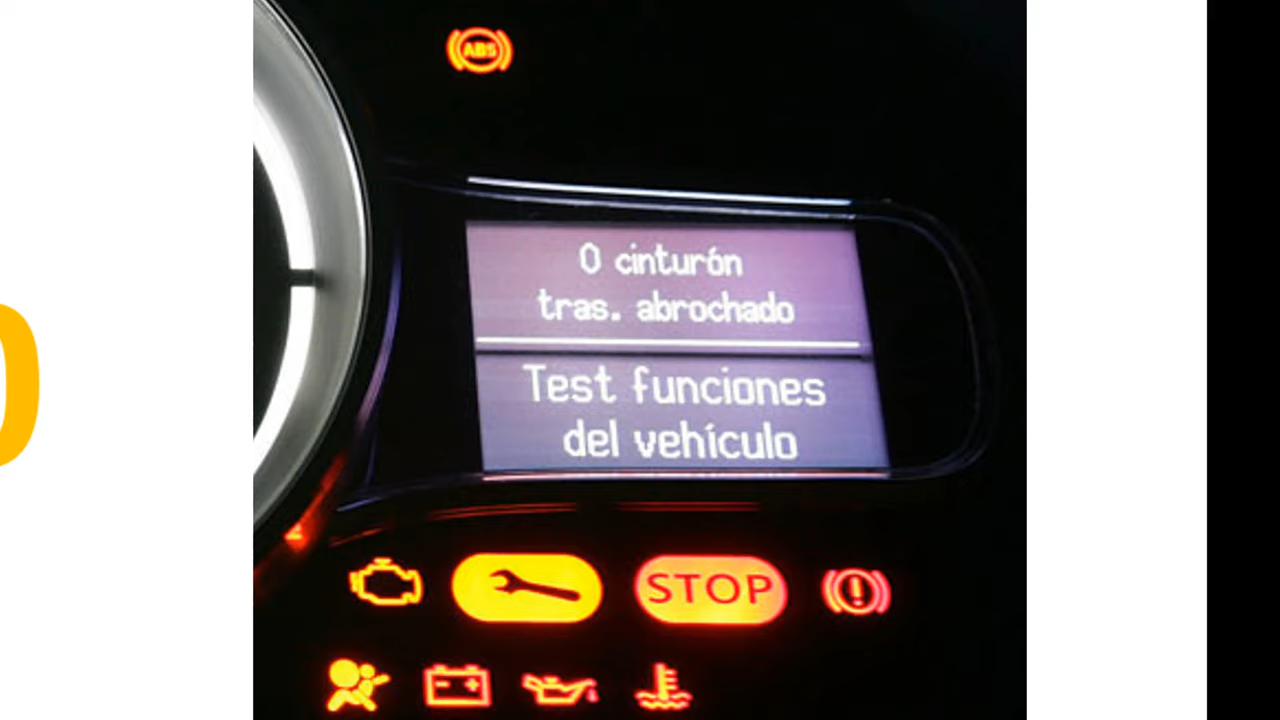 ABS
0 cinturón
tras. abrochado
Test funciones
del vehículo
STOP